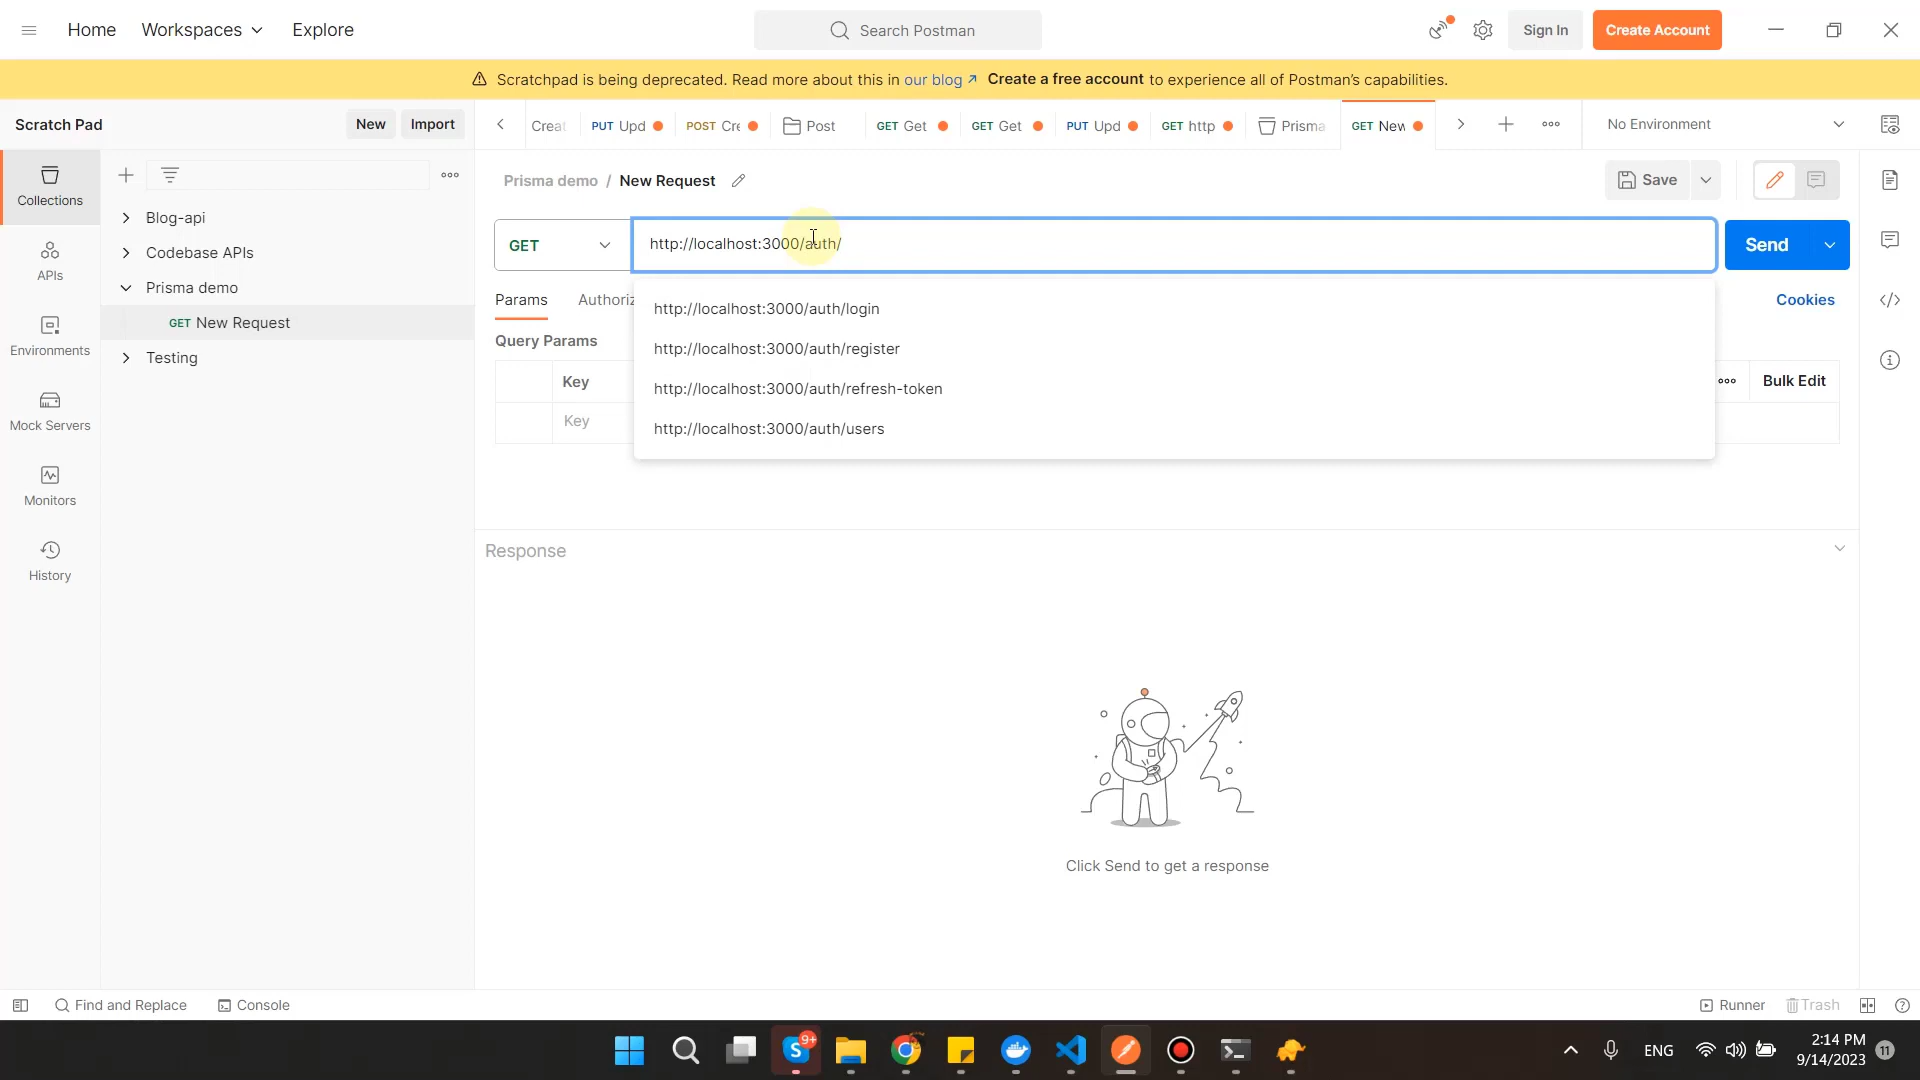 Home
Workspaces
Explore
Search Postman
Sign In
Create Account
Scratchpad is being deprecated. Read more about this in our blog ↗ Create a free account to experience all of Postman's capabilities.
Scratch Pad
New
Import
Creat
PUT Upd
POST Cre
Post
GET Get
GET Get
PUT Upd
GET http
Prisma
GET New
No Environment
Collections
APIs
Environments
Mock Servers
Monitors
History
Blog-api
Codebase APIs
Prisma demo
GET New Request
Testing
Prisma demo / New Request
Save
GET
http://localhost:3000/auth/
Send
Params
Authoriz
Cookies
http://localhost:3000/auth/login
http://localhost:3000/auth/register
http://localhost:3000/auth/refresh-token
http://localhost:3000/auth/users
Query Params
Key
Bulk Edit
Key
Response
Click Send to get a response
Find and Replace
Console
Runner
Trash
S 9+
ENG
2:14 PM
9/14/2023
11